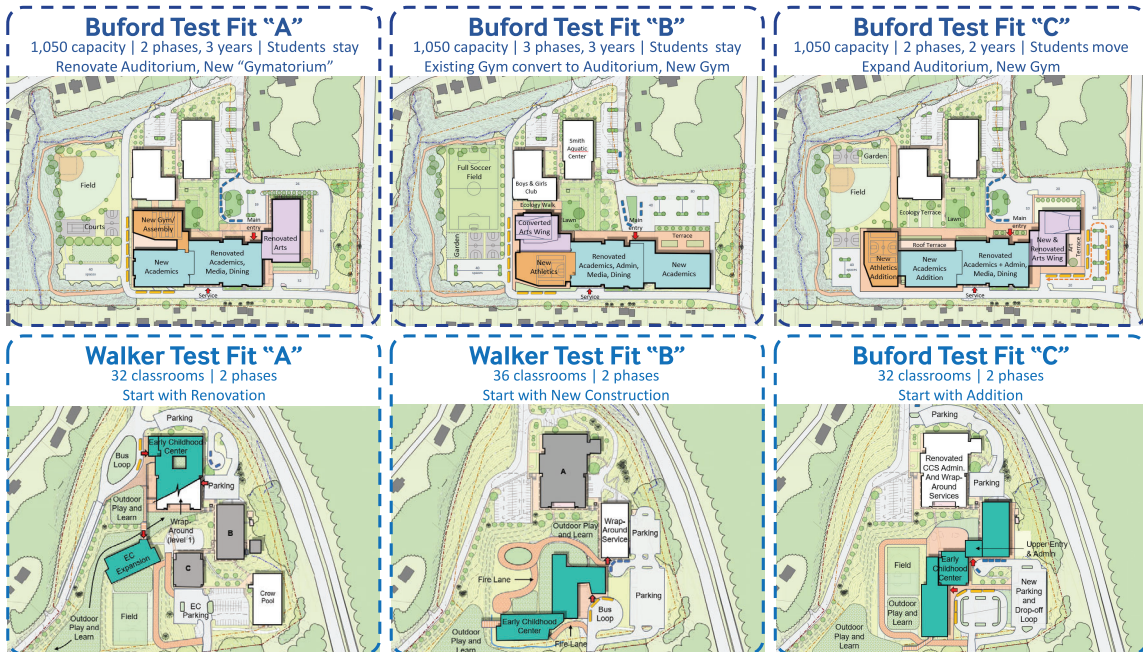 Buford Test Fit “A”
1,050 capacity | 2 phases, 3 years | Students stay
Renovate Auditorium, New “Gymatorium”
Field
Courts
New Gym/
Assembly
Main
entry
Renovated
Arts
New
Academics
Renovated
Academics,
Media, Dining
Service
Buford Test Fit “B”
1,050 capacity | 3 phases, 3 years | Students stay
Existing Gym convert to Auditorium, New Gym
Smith
Aquatic
Center
Full Soccer
Field
Boys & Girls
Club
Ecology Walk
Lawn
Main
entry
Converted
Arts Wing
Garden
Terrace
New
Athletics
Renovated
Academics, Admin,
Media, Dining
New
Academics
Service
Buford Test Fit “C”
1,050 capacity | 2 phases, 2 years | Students move
Expand Auditorium, New Gym
Garden
Field
Ecology Terrace
Lawn
Main
entry
Roof Terrace
New &
Renovated
Arts Wing
Art
Terrace
New
Athletics
Addition
New
Academics
Addition
Renovated
Academics + Admin,
Media, Dining
Service
Walker Test Fit “A”
32 classrooms | 2 phases
Start with Renovation
Parking
Early Childhood
Center
Bus
Loop
Parking
Outdoor
Play and
Learn
Wrap-
Around
(level 1)
B
EC
Expansion
C
Crow
Pool
EC
Parking
Field
Outdoor
Play and
Learn
Walker Test Fit “B”
36 classrooms | 2 phases
Start with New Construction
A
Outdoor Play
and Learn
Wrap-
Around
Service
Parking
Fire Lane
Parking
Bus
Loop
Early Childhood
Center
Outdoor
Play and
Fire Lane
Buford Test Fit “C”
32 classrooms | 2 phases
Start with Addition
Parking
Renovated
CCS Admin.
And Wrap-
Around
Services
Parking
Upper Entry
& Admin
Field
Early
Childhood
Center
New
Parking
and
Drop-off
Loop
Outdoor
Play and
Learn
Outdoor
Play and
Learn